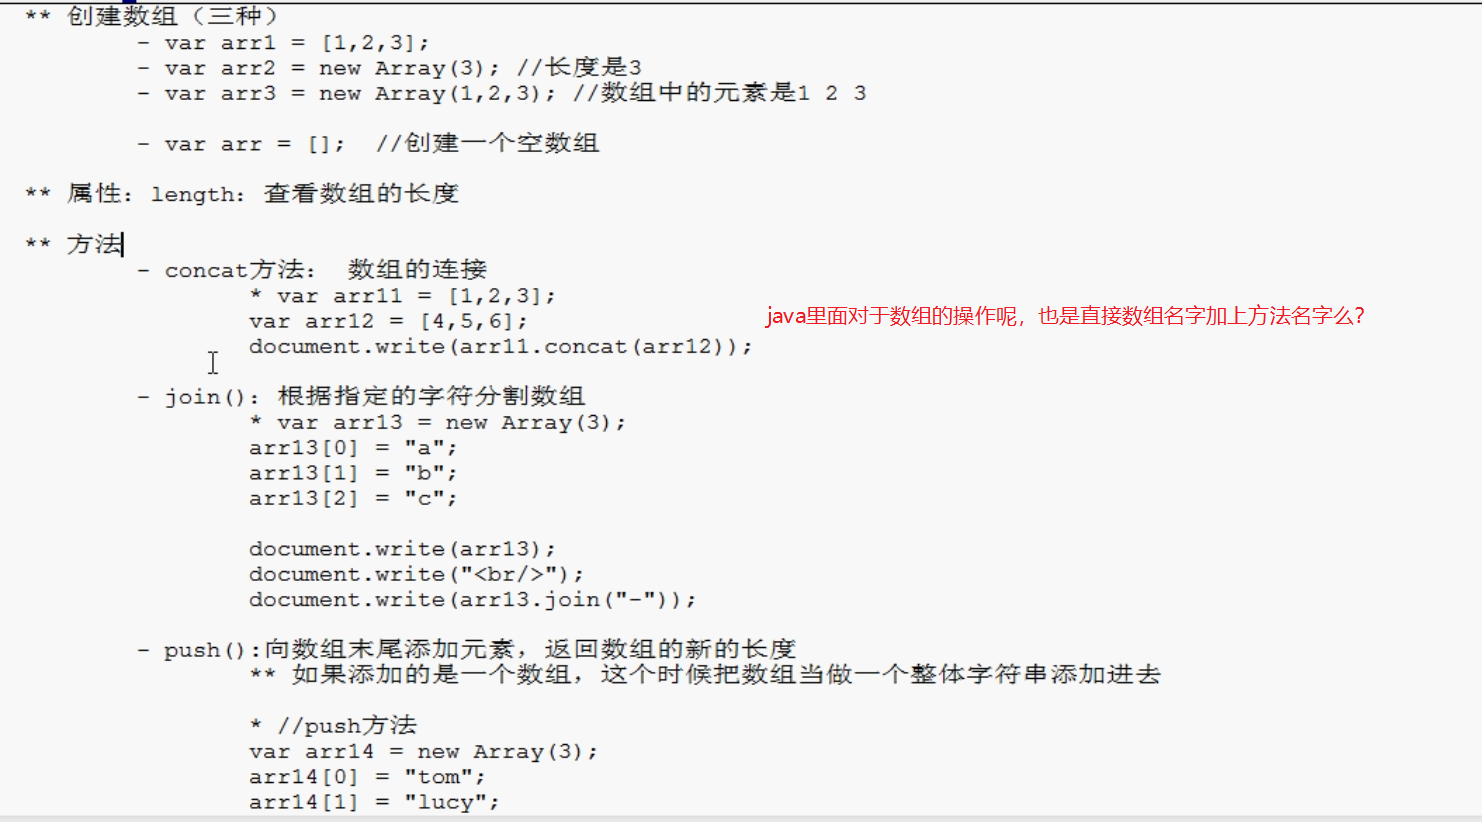 ** 创建数组（三种）
- var arr1 = [1,2,3];
- var arr2 = new Array(3); //长度是3
- var arr3 = new Array(1,2,3); //数组中的元素是1 2 3
- var arr = []; //创建一个空数组
** 属性：length：查看数组的长度
** 方法
- concat方法： 数组的连接
* var arr11 = [1,2,3];
java里面对于数组的操作呢，也是直接数组名字加上方法名字么?
var arr12 = [4,5,6];
document.write(arr11.concat(arr12));
- join()：根据指定的字符分割数组
* var arr13 = new Array(3);
arr13[0] = "a";
arr13[1] = "b";
arr13[2] = "c";
document.write(arr13);
document.write("<br/>");
document.write(arr13.join("-"));
- push():向数组末尾添加元素，返回数组的新的长度
** 如果添加的是一个数组，这个时候把数组当做一个整体字符串添加进去
* //push方法
var arr14 = new Array(3);
arr14[0] = "tom";
arr14[1] = "lucy";